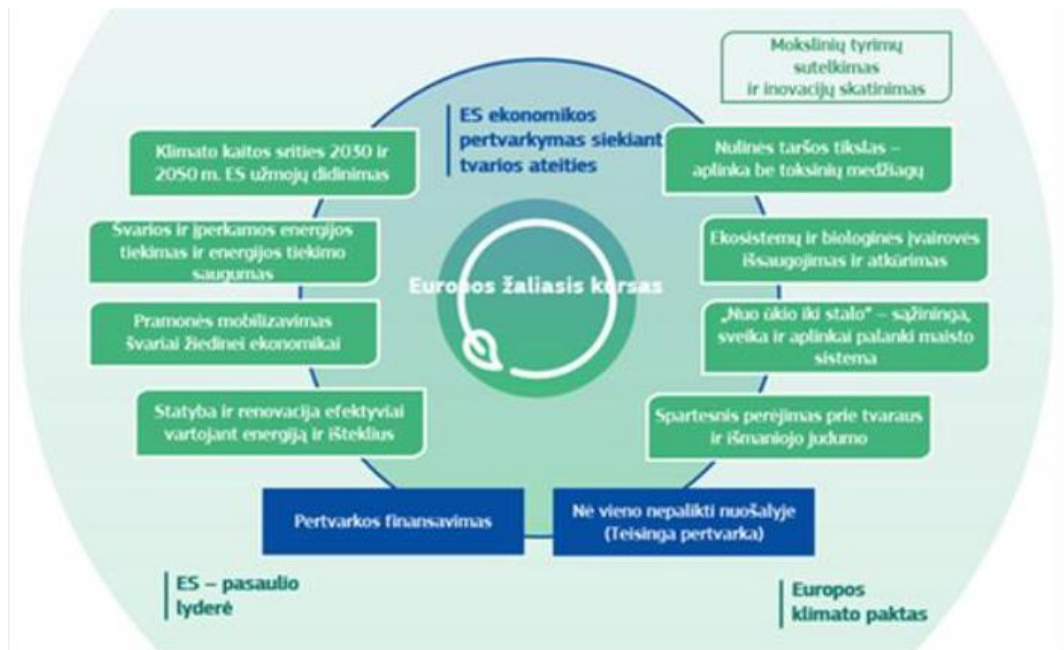 Mokslinių tyrimų
sutelkimas
ir inovacijų skatinimas
ES ekonomikos
pertvarkymas siekiant
tvarios ateities
Klimato kaitos srities 2030 ir
2050 m. ES užmojų didinimas
Nulinės taršos tikslas –
aplinka be toksinių medžiagų
Švarios ir įperkamos energijos
tiekimas ir energijos tiekimo
saugumas
Ekosistemų ir biologinės įvairovės
išsaugojimas ir atkūrimas
Europos žaliasis kursas
Pramonės mobilizavimas
švariai žiedinei ekonomikai
„Nuo ūkio iki stalo“ – sąžininga,
sveika ir aplinkai palanki maisto
sistema
Statyba ir renovacija efektyviai
vartojant energiją ir išteklius
Spartesnis perėjimas prie tvaraus
ir išmaniojo judumo
Pertvarkos finansavimas
Nė vieno nepalikti nuošalyje
(Teisinga pertvarka)
ES – pasaulio
lyderė
Europos
klimato paktas